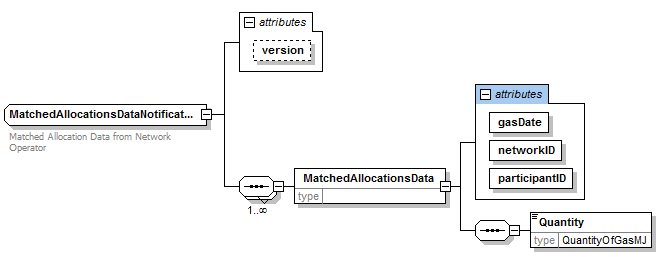 attributes
version
MatchedAllocationsDataNotificat...
Matched Allocation Data from Network
Operator
1..∞
MatchedAllocationsData
type
attributes
gasDate
networkID
participantID
Quantity
type QuantityOfGasMJ